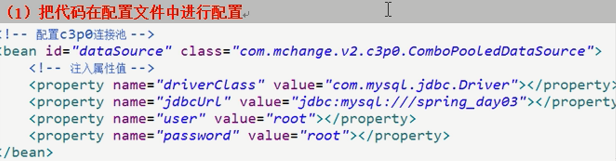 （1）把代码在配置文件中进行配置
<!-- 配置c3p0连接池 -->
<bean id="dataSource" class="com.mchange.v2.c3p0.ComboPooledDataSource">
<!-- 注入属性值 -->
<property name="driverClass" value="com.mysql.jdbc.Driver"></property>
<property name="jdbcUrl" value="jdbc:mysql:///spring_day03"></property>
<property name="user" value="root"></property>
<property name="password" value="root"></property>